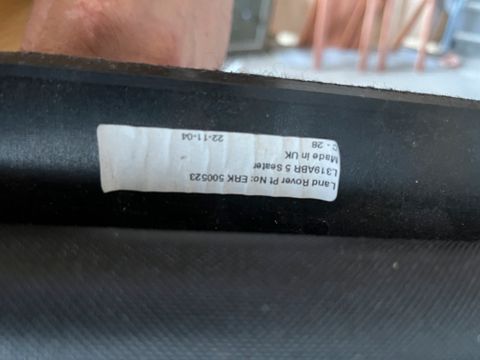 Land Rover Pt No: ERK 500523
L319ABR 5 Seater
Made in UK
C - 28 22-11-04